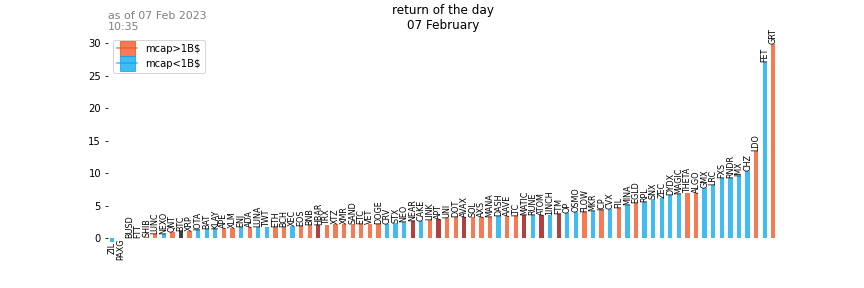 as of 07 Feb 2023
10:35
return of the day
07 February
mcap>1B$
mcap<1B$
30
25
20
15
10
5
0
ZIL
PAXG
BUSD
FTT
SHIB
LUNC
NEXO
QNT
BTC
XRP
IOTA
BAT
KLAY
APE
XLM
ENJ
ADA
LUNA
TWT
ETH
BCH
XEC
EOS
BNB
HBAR
TRX
XTZ
XMR
SAND
ETC
VET
DOGE
CRV
STX
NEO
NEAR
CAKE
LINK
APT
UNI
DOT
AVAX
SOL
AXS
MANA
DASH
AAVE
LTC
MATIC
RUNE
ATOM
1INCH
FTM
OP
OSMO
FLOW
MKR
ICP
CVX
FIL
MINA
EGLD
RPL
SNX
ZEC
DYDX
MAGIC
THETA
ALGO
GMX
LRC
FXS
RNDR
IMX
CHZ
LDO
FET
GRT